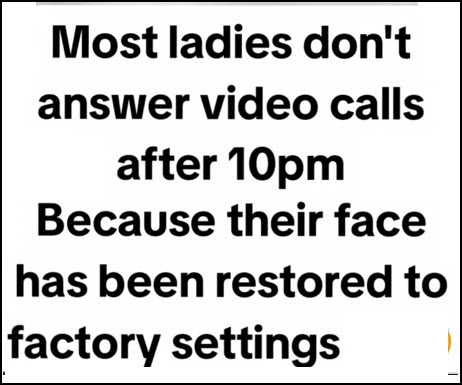 Most ladies don't
answer video calls
after 10pm
Because their face
has been restored to
factory settings